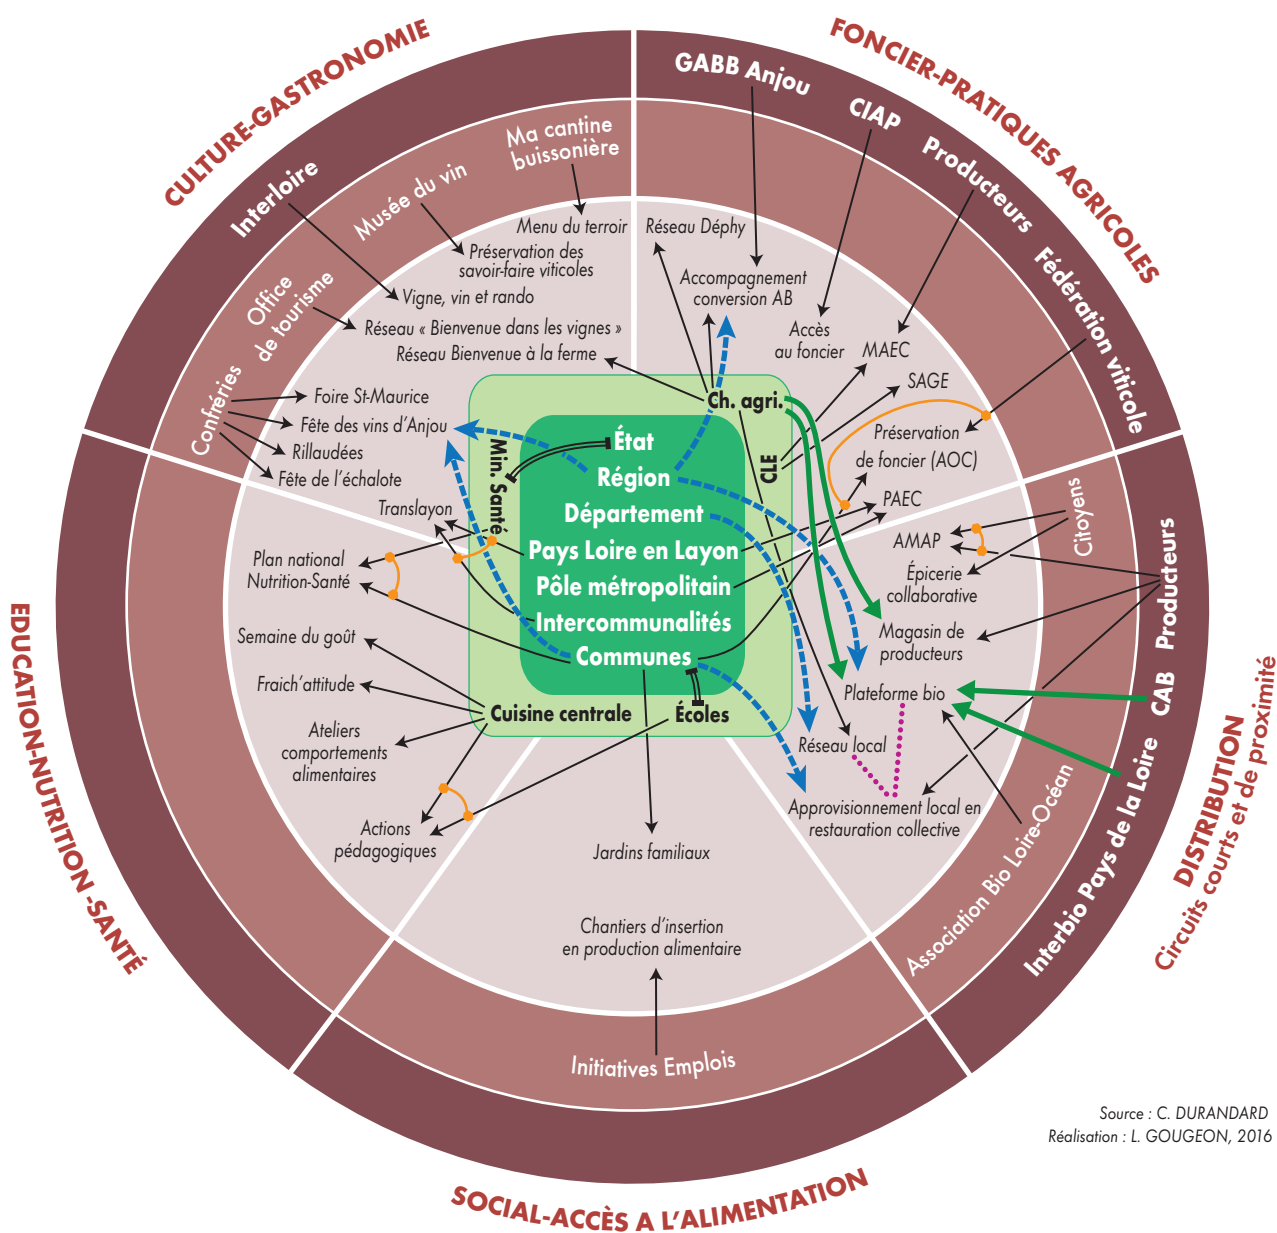 CULTURE-GASTRONOMIE
FONCIER-PRATIQUES AGRICOLES
GABB Anjou
CIAP
Producteurs
Fédération viticole
Interloire
Ma cantine
buissonière
Musée du vin
Office
de tourisme
Confréries
Menu du terroir
Préservation des
savoir-faire viticoles
Vigne, vin et rando
Réseau « Bienvenue dans les vignes »
Réseau Bienvenue à la ferme
Foire St-Maurice
Fête des vins d'Anjou
Rillaudées
Fête de l'échalote
Réseau Déphy
Accompagnement
conversion AB
Accès
au foncier
MAEC
SAGE
Préservation
de foncier (AOC)
PAEC
Ch. agri.
CLE
Min. Santé
État
Région
Département
Pays Loire en Layon
Pôle métropolitain
Intercommunalités
Communes
Cuisine centrale
Écoles
Translayon
Plan national
Nutrition-Santé
Semaine du goût
Fraich'attitude
Ateliers
comportements
alimentaires
Actions
pédagogiques
Jardins familiaux
Chantiers d'insertion
en production alimentaire
Initiatives Emplois
AMAP
Épicerie
collaborative
Magasin de
producteurs
Plateforme bio
Réseau local
Approvisionnement local en
restauration collective
Citoyens
Producteurs
CAB
Interbio Pays de la Loire
Association Bio Loire-Océan
DISTRIBUTION
Circuits courts et de proximité
EDUCATION-NUTRITION-SANTÉ
SOCIAL-ACCÈS A L'ALIMENTATION
Source : C. DURANDARD
Réalisation : L. GOUGEON, 2016